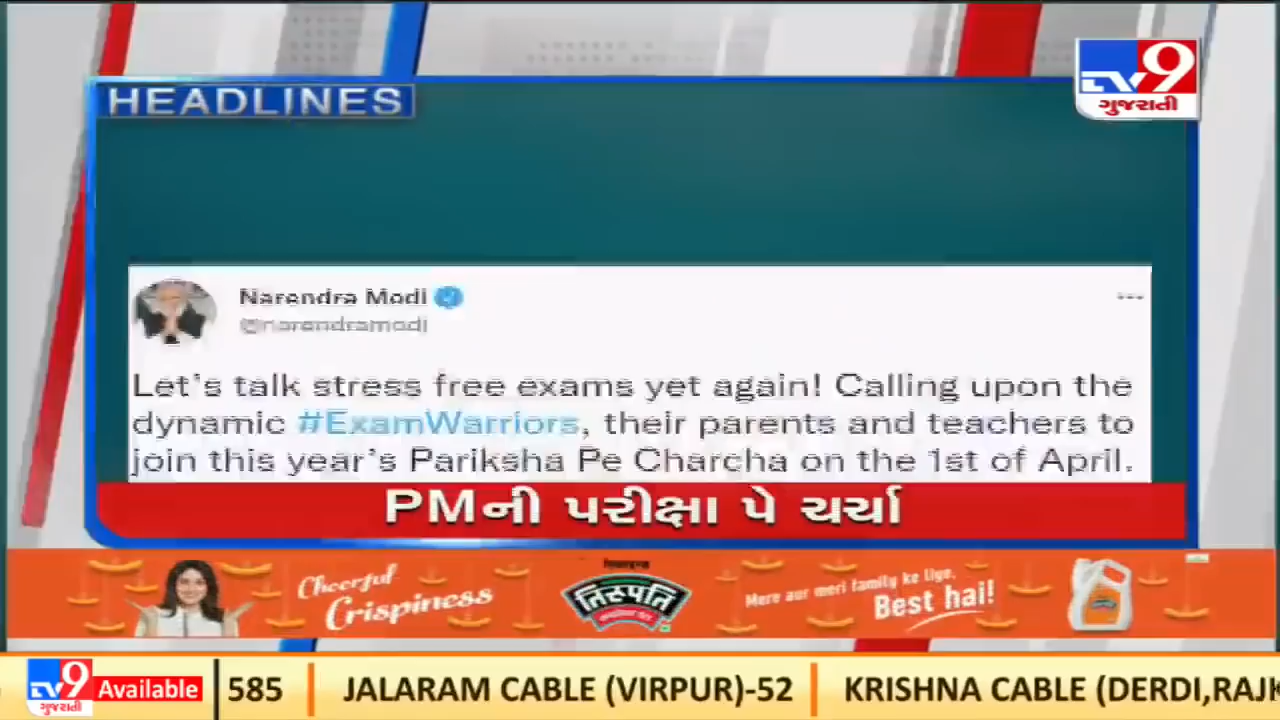 HEADLINES
TV9
ગુજરાતી
Narendra Modi
@narendramodi
Let's talk stress free exams yet again! Calling upon the
dynamic #ExamWarriors, their parents and teachers to
join this year's Pariksha Pe Charcha on the 1st of April.
PMની પરીક્ષા પે ચર્ચા
Cheerful
Crispiness
તિરુપતિ
Mere aur meri family ke liye,
Best hai!
TV9
ગુજરાતી
Available
585
JALARAM CABLE (VIRPUR)-52
KRISHNA CABLE (DERDI,RAJK